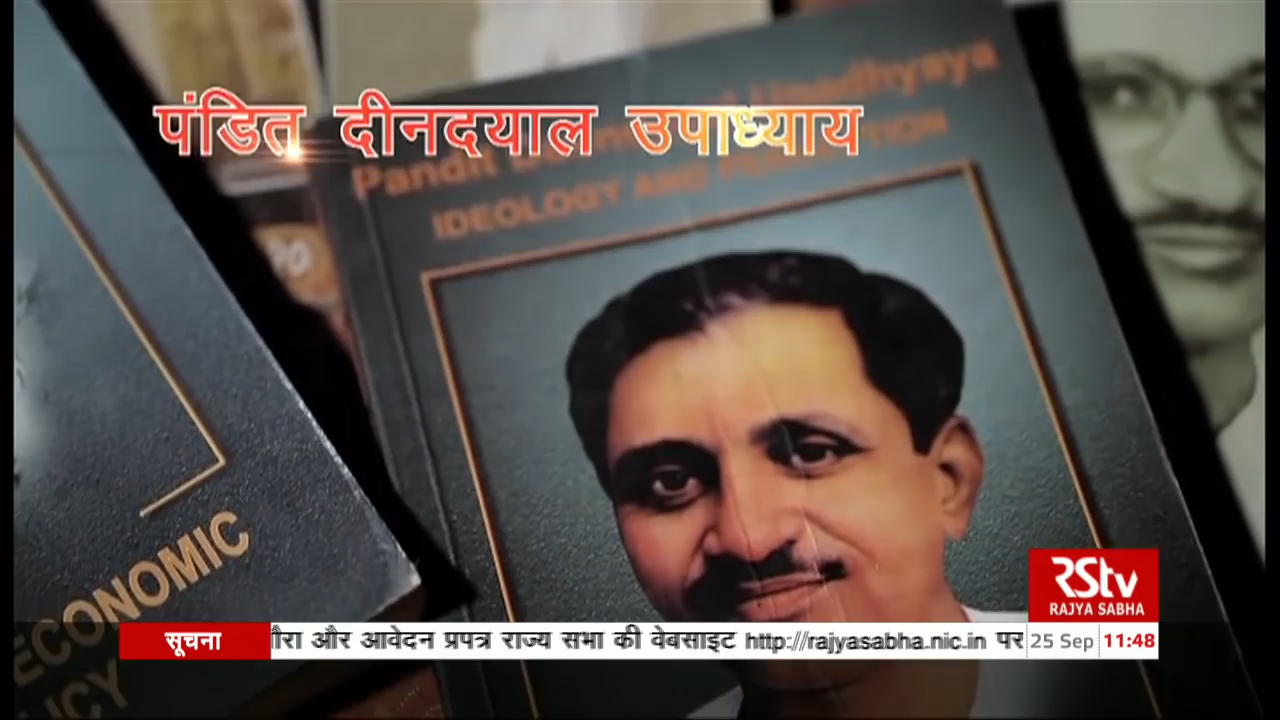 पंडित दीनदयाल उपाध्याय
Pandit Upadhyaya
IDEOLOGY AND
ECONOMIC
RStv
RAJYA SABHA
सूचना
और आवेदन प्रपत्र राज्य सभा की वेबसाइट http://rajyasabha.nic.in पर
25 Sep 11:48